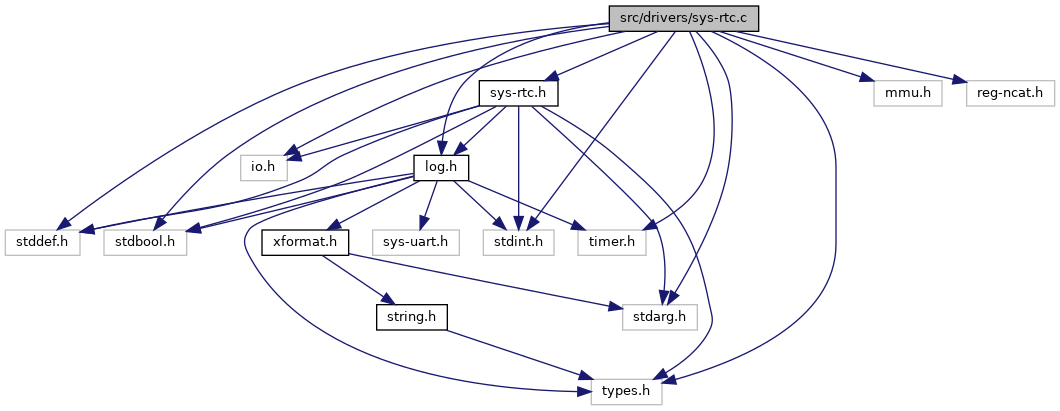 src/drivers/sys-rtc.c
sys-rtc.h
mmu.h
reg-ncat.h
io.h
log.h
stddef.h
stdbool.h
xformat.h
sys-uart.h
stdint.h
timer.h
string.h
stdarg.h
types.h